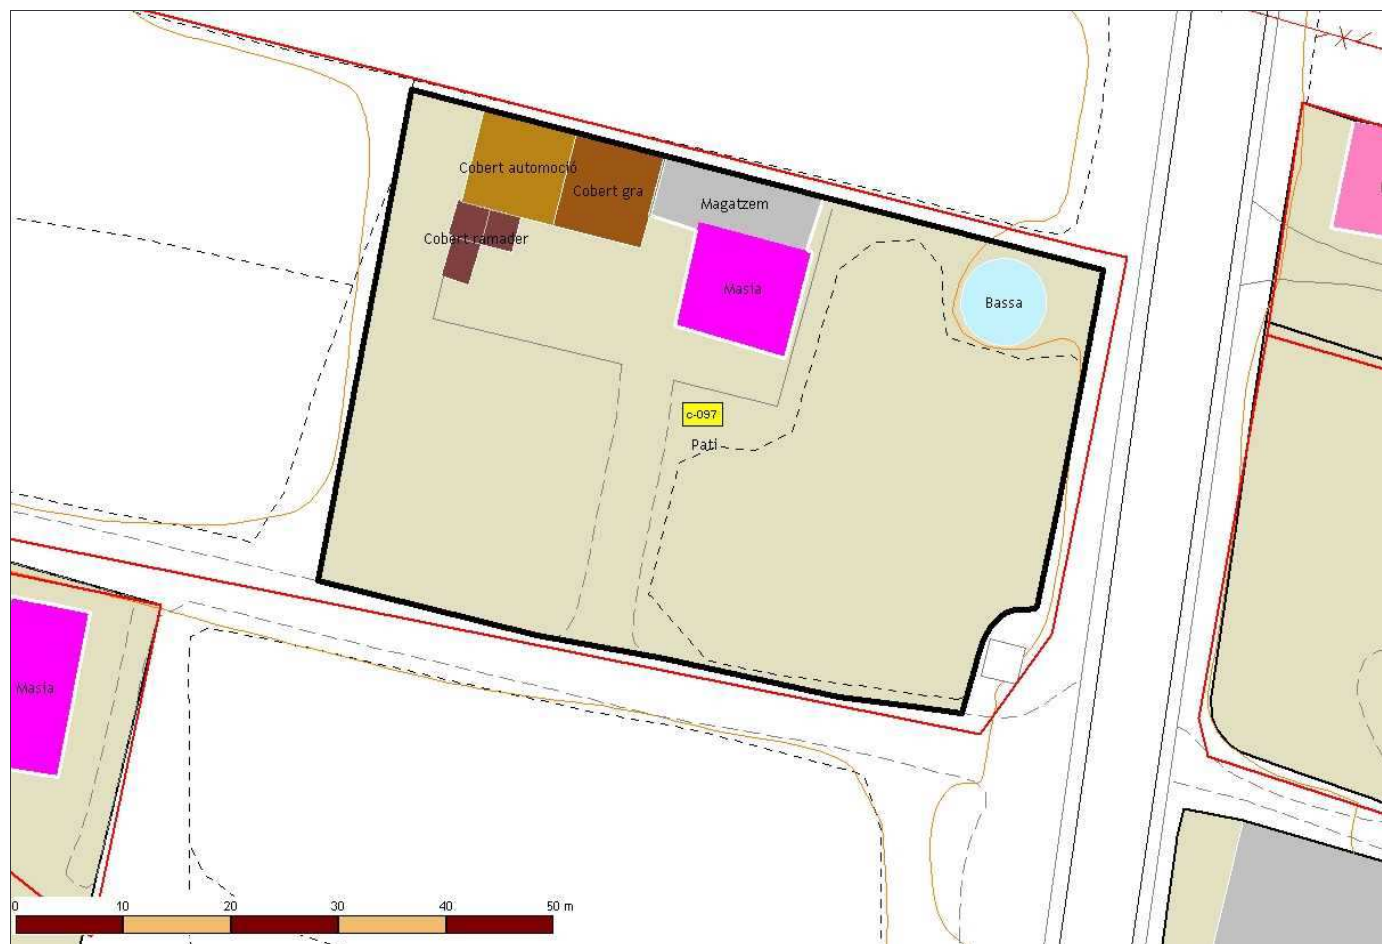 Cobert automoció
Cobert gra
Magatzem
Cobert ramader
Masia
Bassa
c-097
Pati
Masia
0 10 20 30 40 50 m